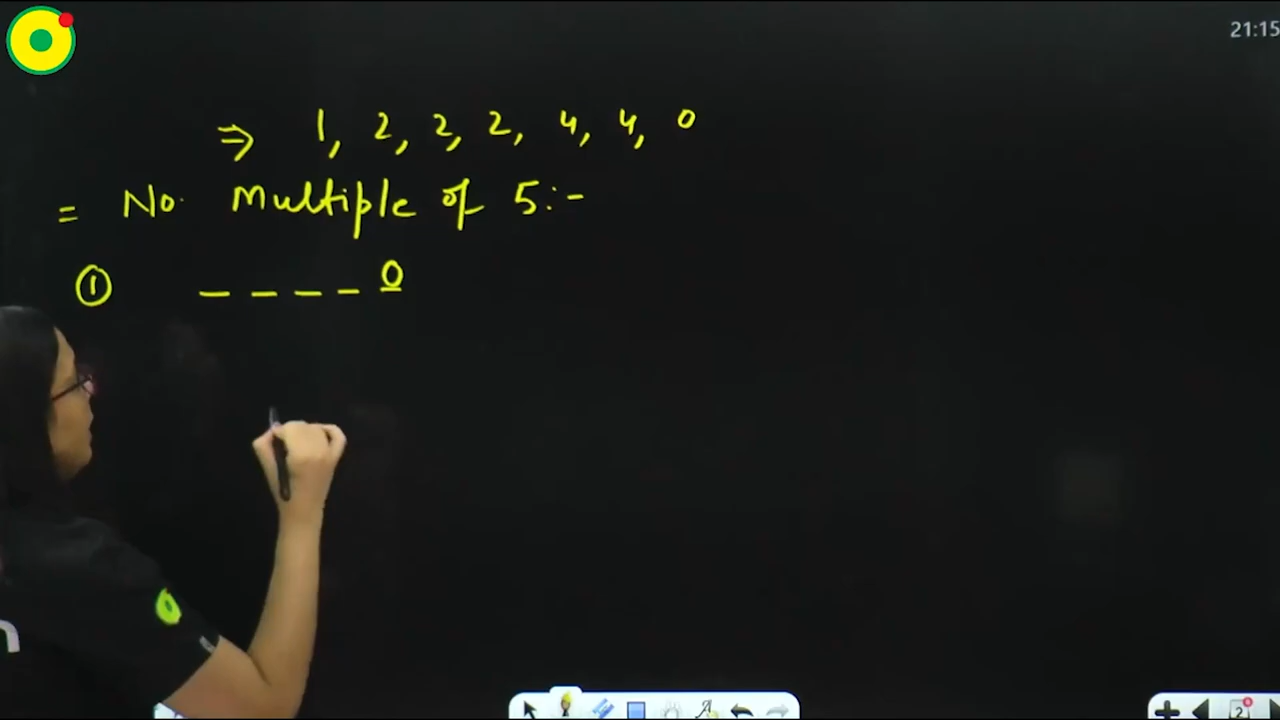 21:15
⇒ 1, 2, 2, 2, 4, 4, 0
= No. Multiple of 5:-
① _ _ _ _ 0